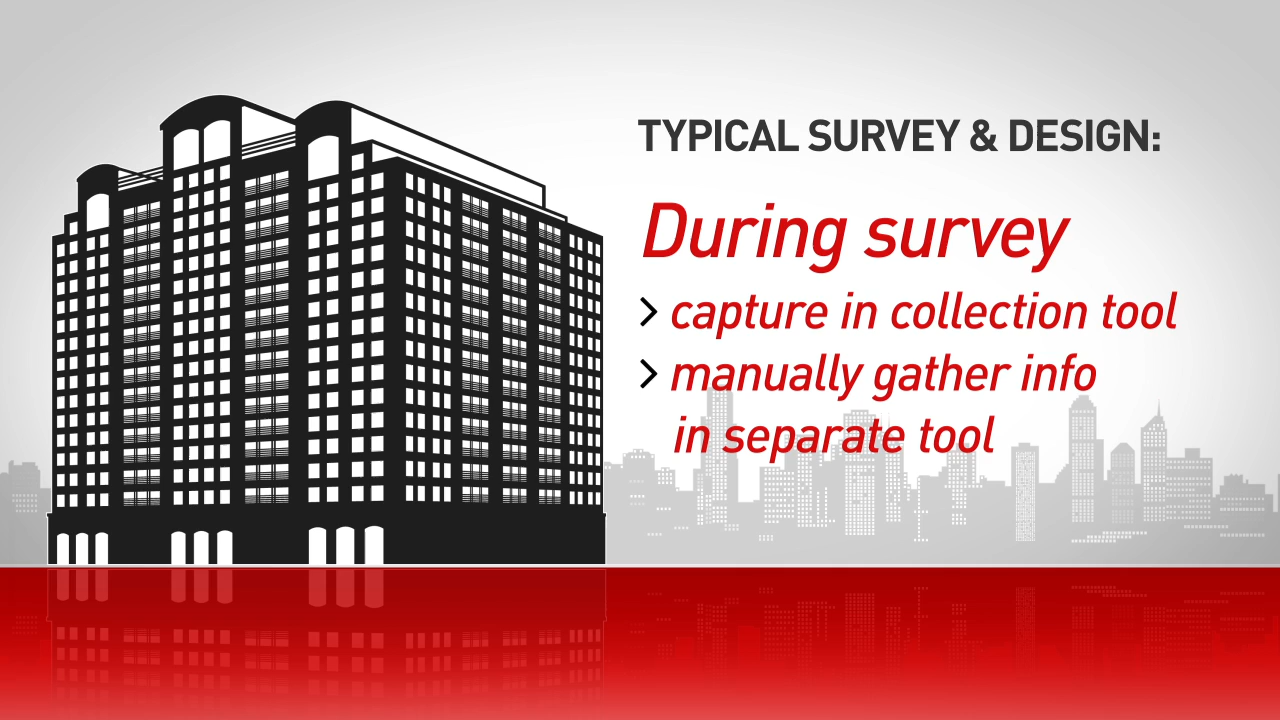 TYPICAL SURVEY & DESIGN:
During survey
> capture in collection tool
> manually gather info
in separate tool